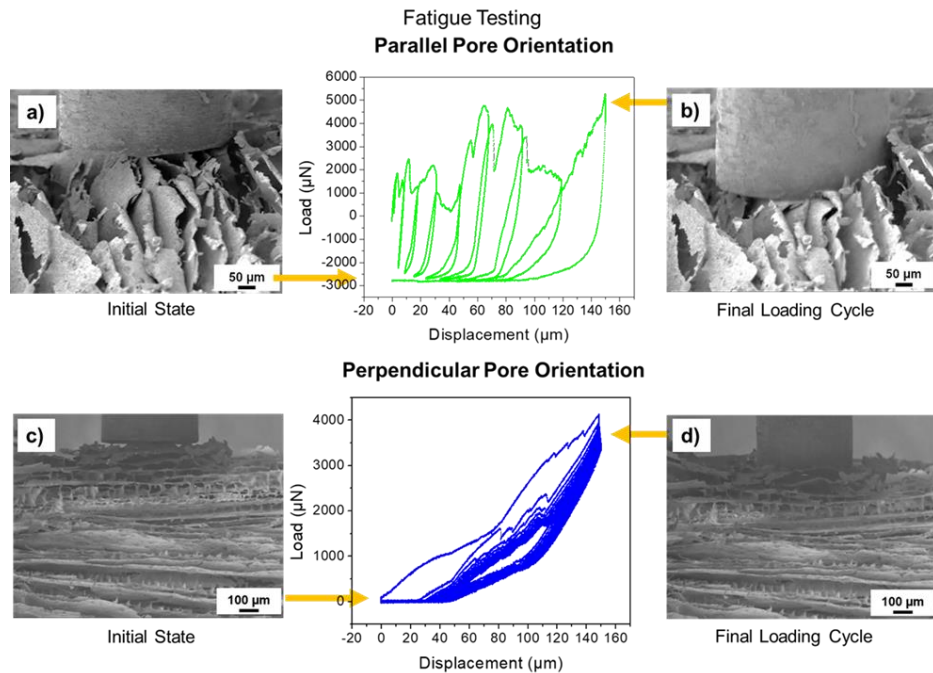 Fatigue Testing
Parallel Pore Orientation
a)
50 µm
Initial State
6000
5000
4000
3000
2000
1000
0
-1000
-2000
-3000
Load (µN)
-20 0 20 40 60 80 100 120 140 160
Displacement (µm)
b)
50 µm
Final Loading Cycle
Perpendicular Pore Orientation
c)
100 µm
Initial State
4000
3000
2000
1000
0
Load (µN)
-20 0 20 40 60 80 100 120 140 160
Displacement (µm)
d)
100 µm
Final Loading Cycle